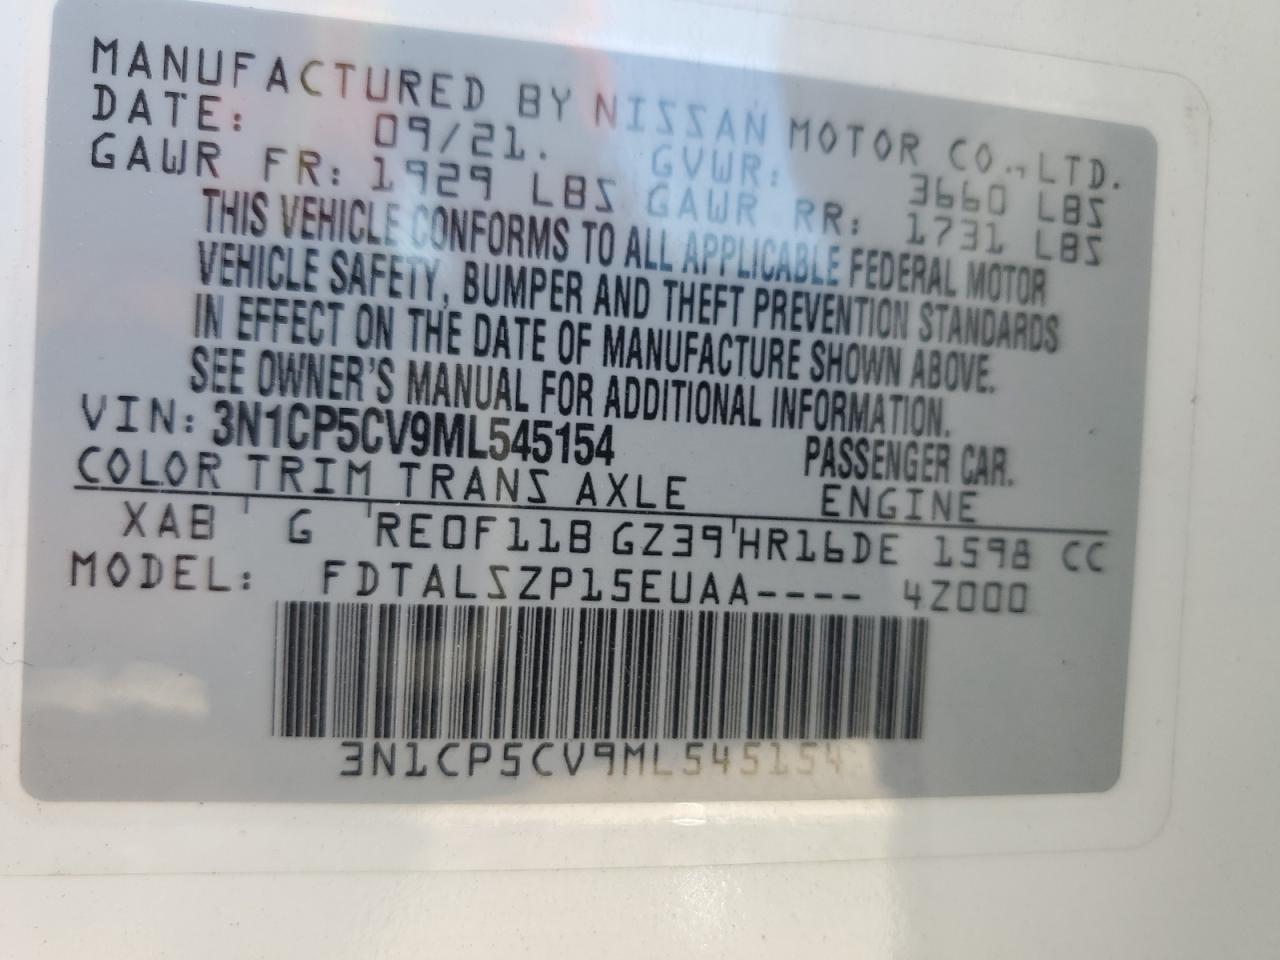 MANUFACTURED BY NISSAN MOTOR CO., LTD.
DATE: 09/21. GVWR: 3660 LBS
GAWR FR: 1929 LBS GAWR RR: 1731 LBS
THIS VEHICLE CONFORMS TO ALL APPLICABLE FEDERAL MOTOR
VEHICLE SAFETY, BUMPER AND THEFT PREVENTION STANDARDS
IN EFFECT ON THE DATE OF MANUFACTURE SHOWN ABOVE.
SEE OWNER'S MANUAL FOR ADDITIONAL INFORMATION.
VIN: 3N1CP5CV9ML545154 PASSENGER CAR.
COLOR TRIM TRANS AXLE ENGINE
XAB G RE0F11B GZ39 HR16DE 1598 CC
MODEL: FDTALSZP15EUAA---- 4Z000
3N1CP5CV9ML545154